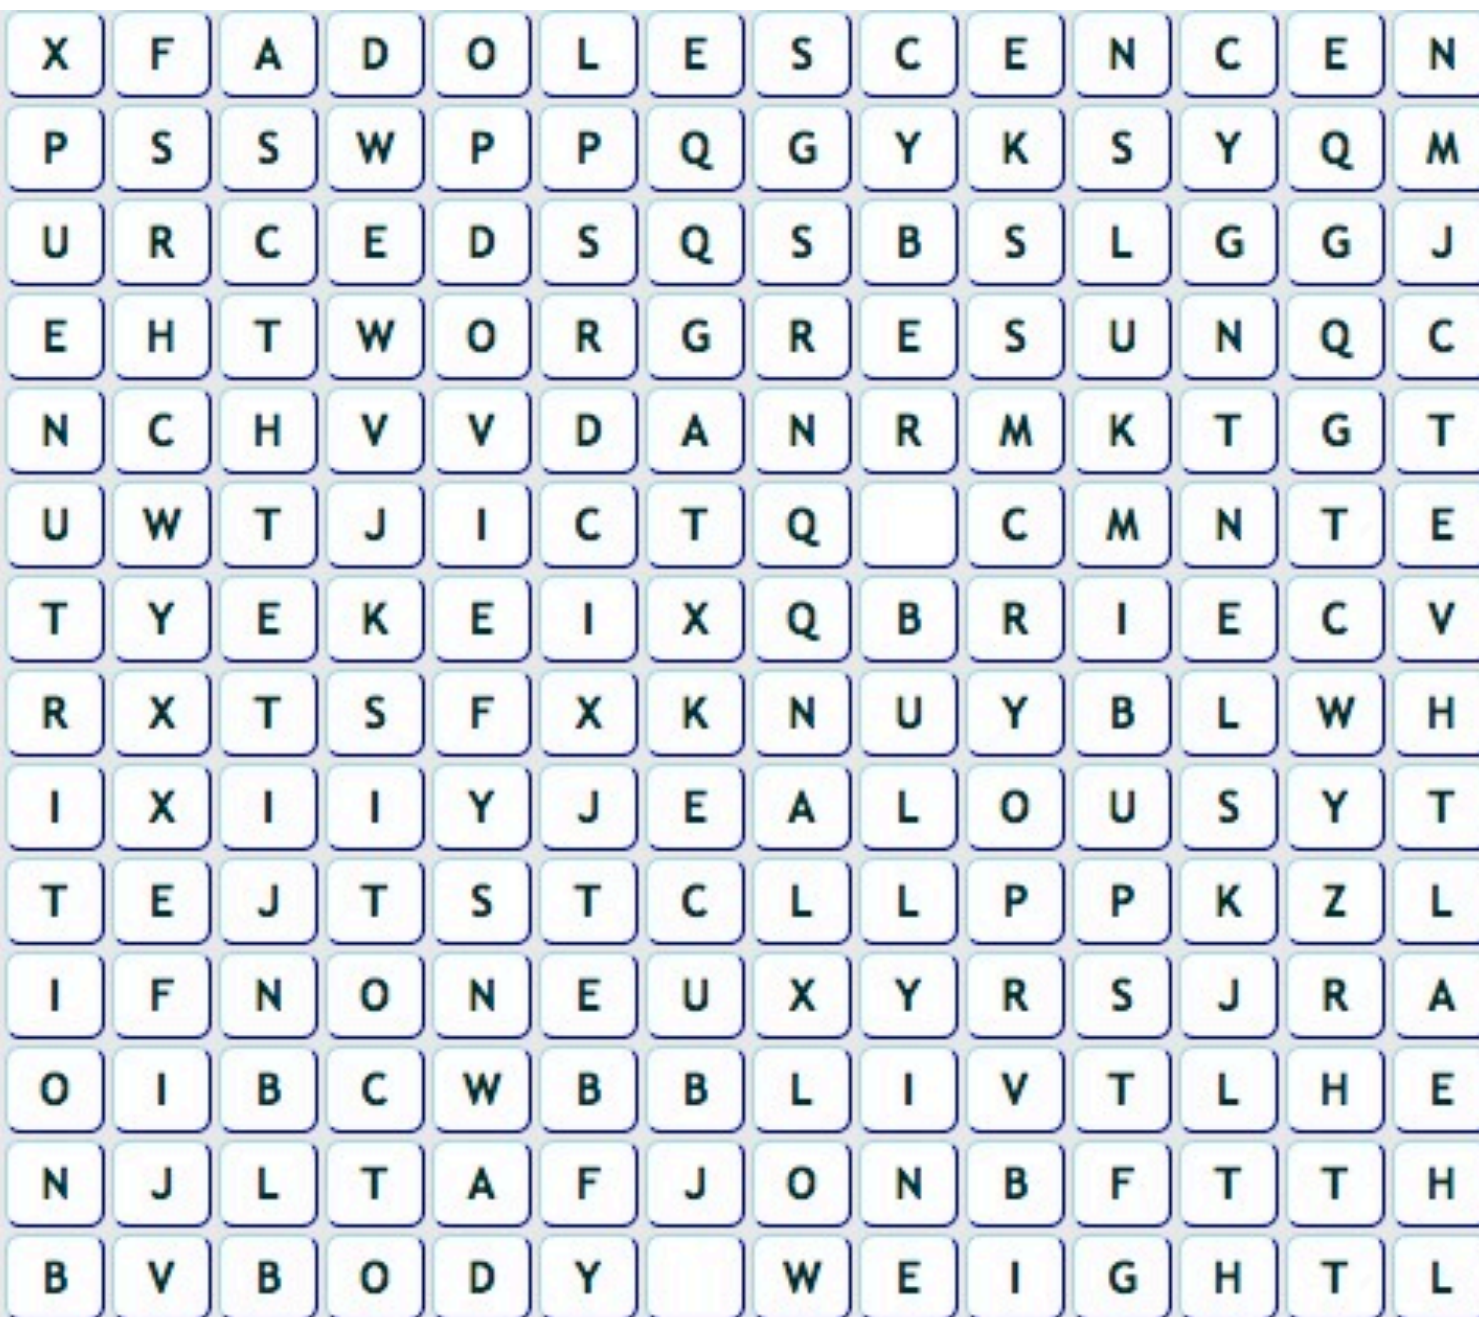 X F A D O L E S C E N C E N
P S S W P P Q G Y K S Y Q M
U R C E D S Q S B S L G G J
E H T W O R G R E S U N Q C
N C H V V D A N R M K T G T
U W T J I C T Q C M N T E
T Y E K E I X Q B R I E C V
R X T S F X K N U Y B L W H
I X I I Y J E A L O U S Y T
T E J T S T C L L P P K Z L
I F N O N E U X Y R S J R A
O I B C W B B L I V T L H E
N J L T A F J O N B F T T H
B V B O D Y W E I G H T L